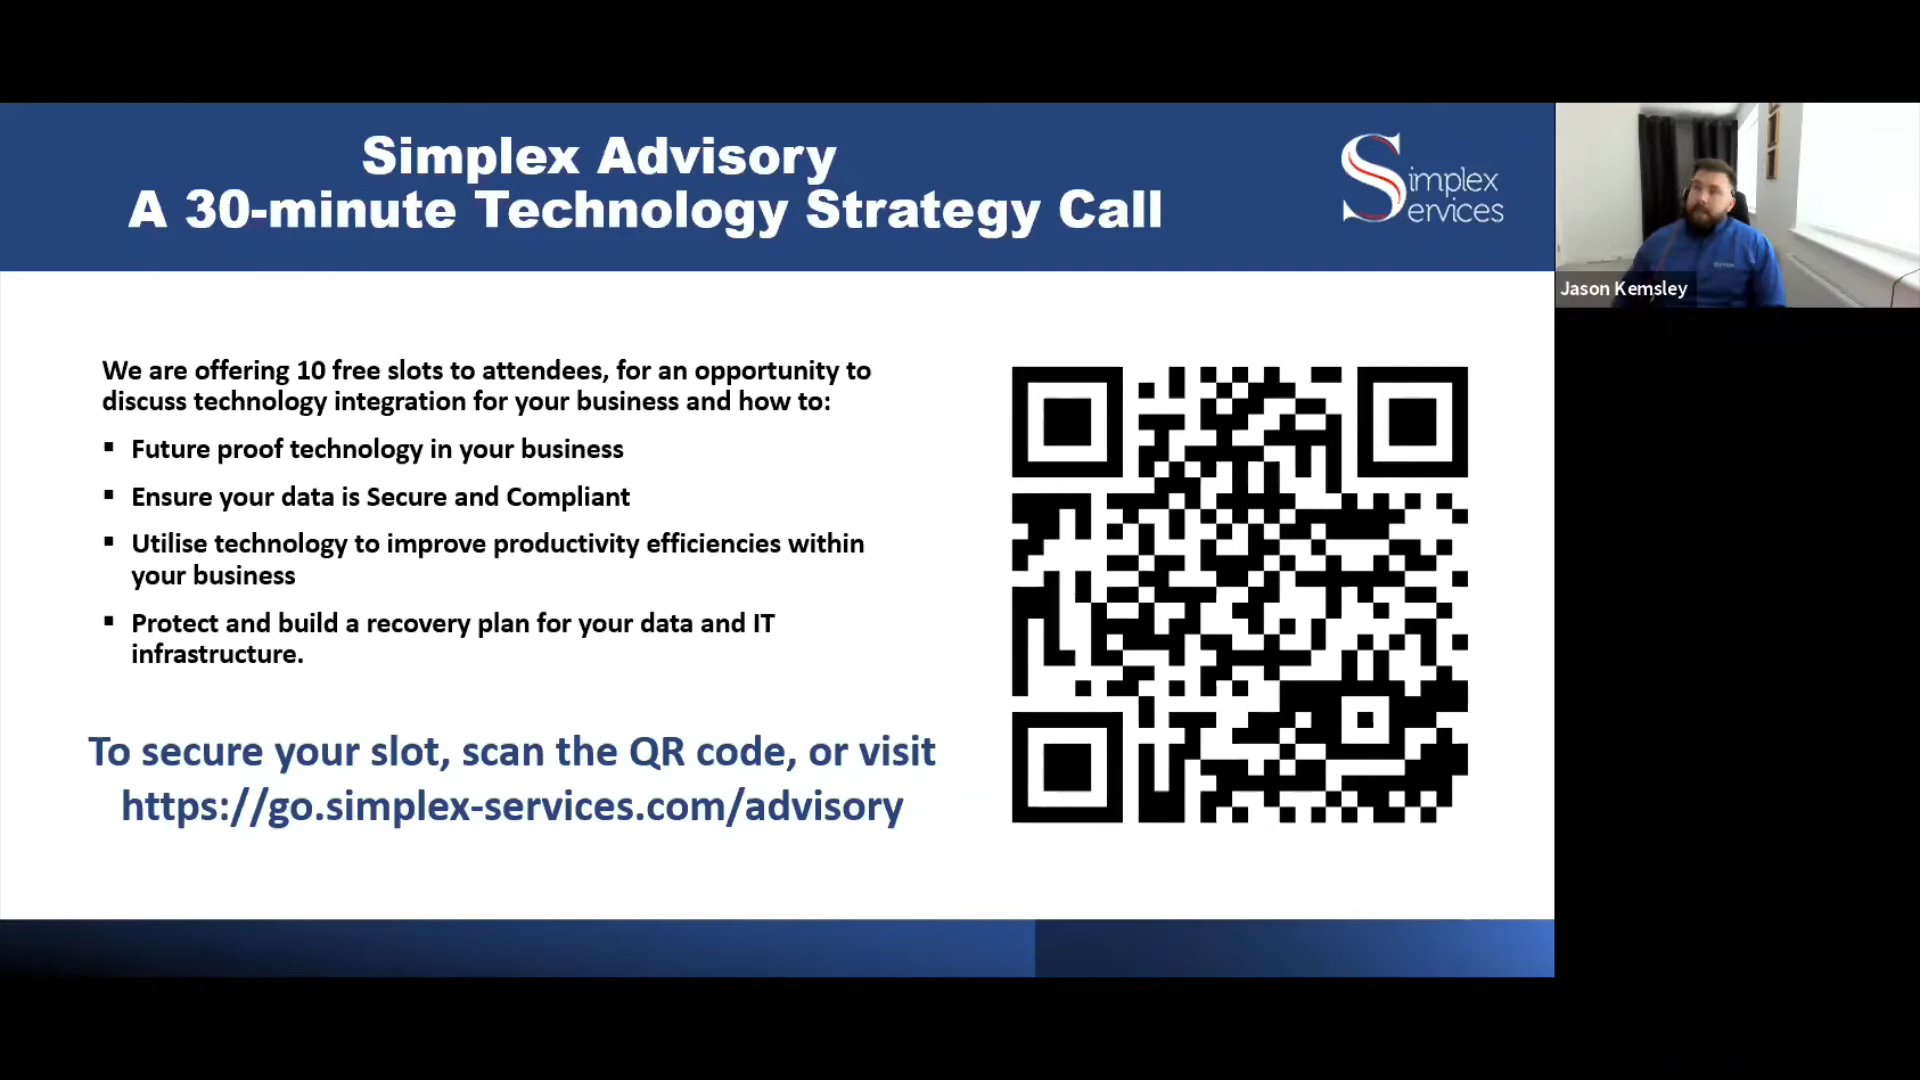 Simplex Advisory
A 30-minute Technology Strategy Call
Simplex
Services
Jason Kemsley
We are offering 10 free slots to attendees, for an opportunity to
discuss technology integration for your business and how to:
▪ Future proof technology in your business
▪ Ensure your data is Secure and Compliant
▪ Utilise technology to improve productivity efficiencies within
your business
▪ Protect and build a recovery plan for your data and IT
infrastructure.
To secure your slot, scan the QR code, or visit
https://go.simplex-services.com/advisory